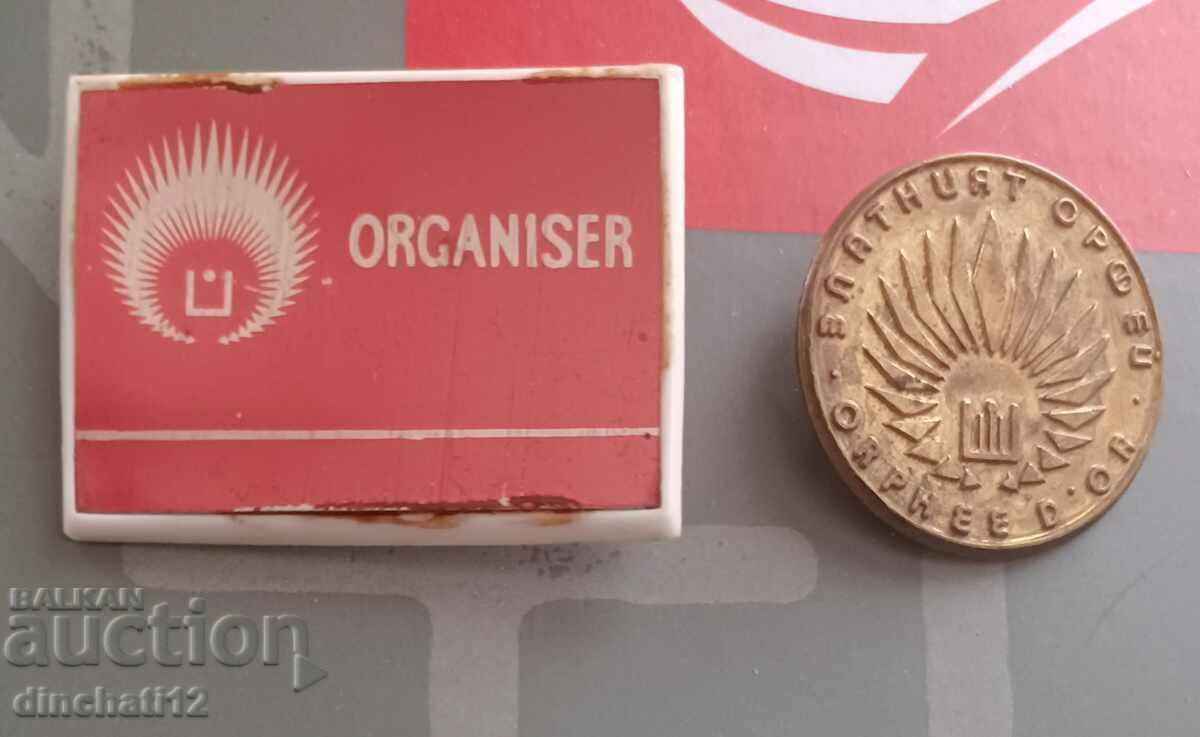 ORGANISER
ЗЛАТНИЯТ ОРФЕЙ · ORPHEE D·OR ·
BALKAN
auction
dinchati12